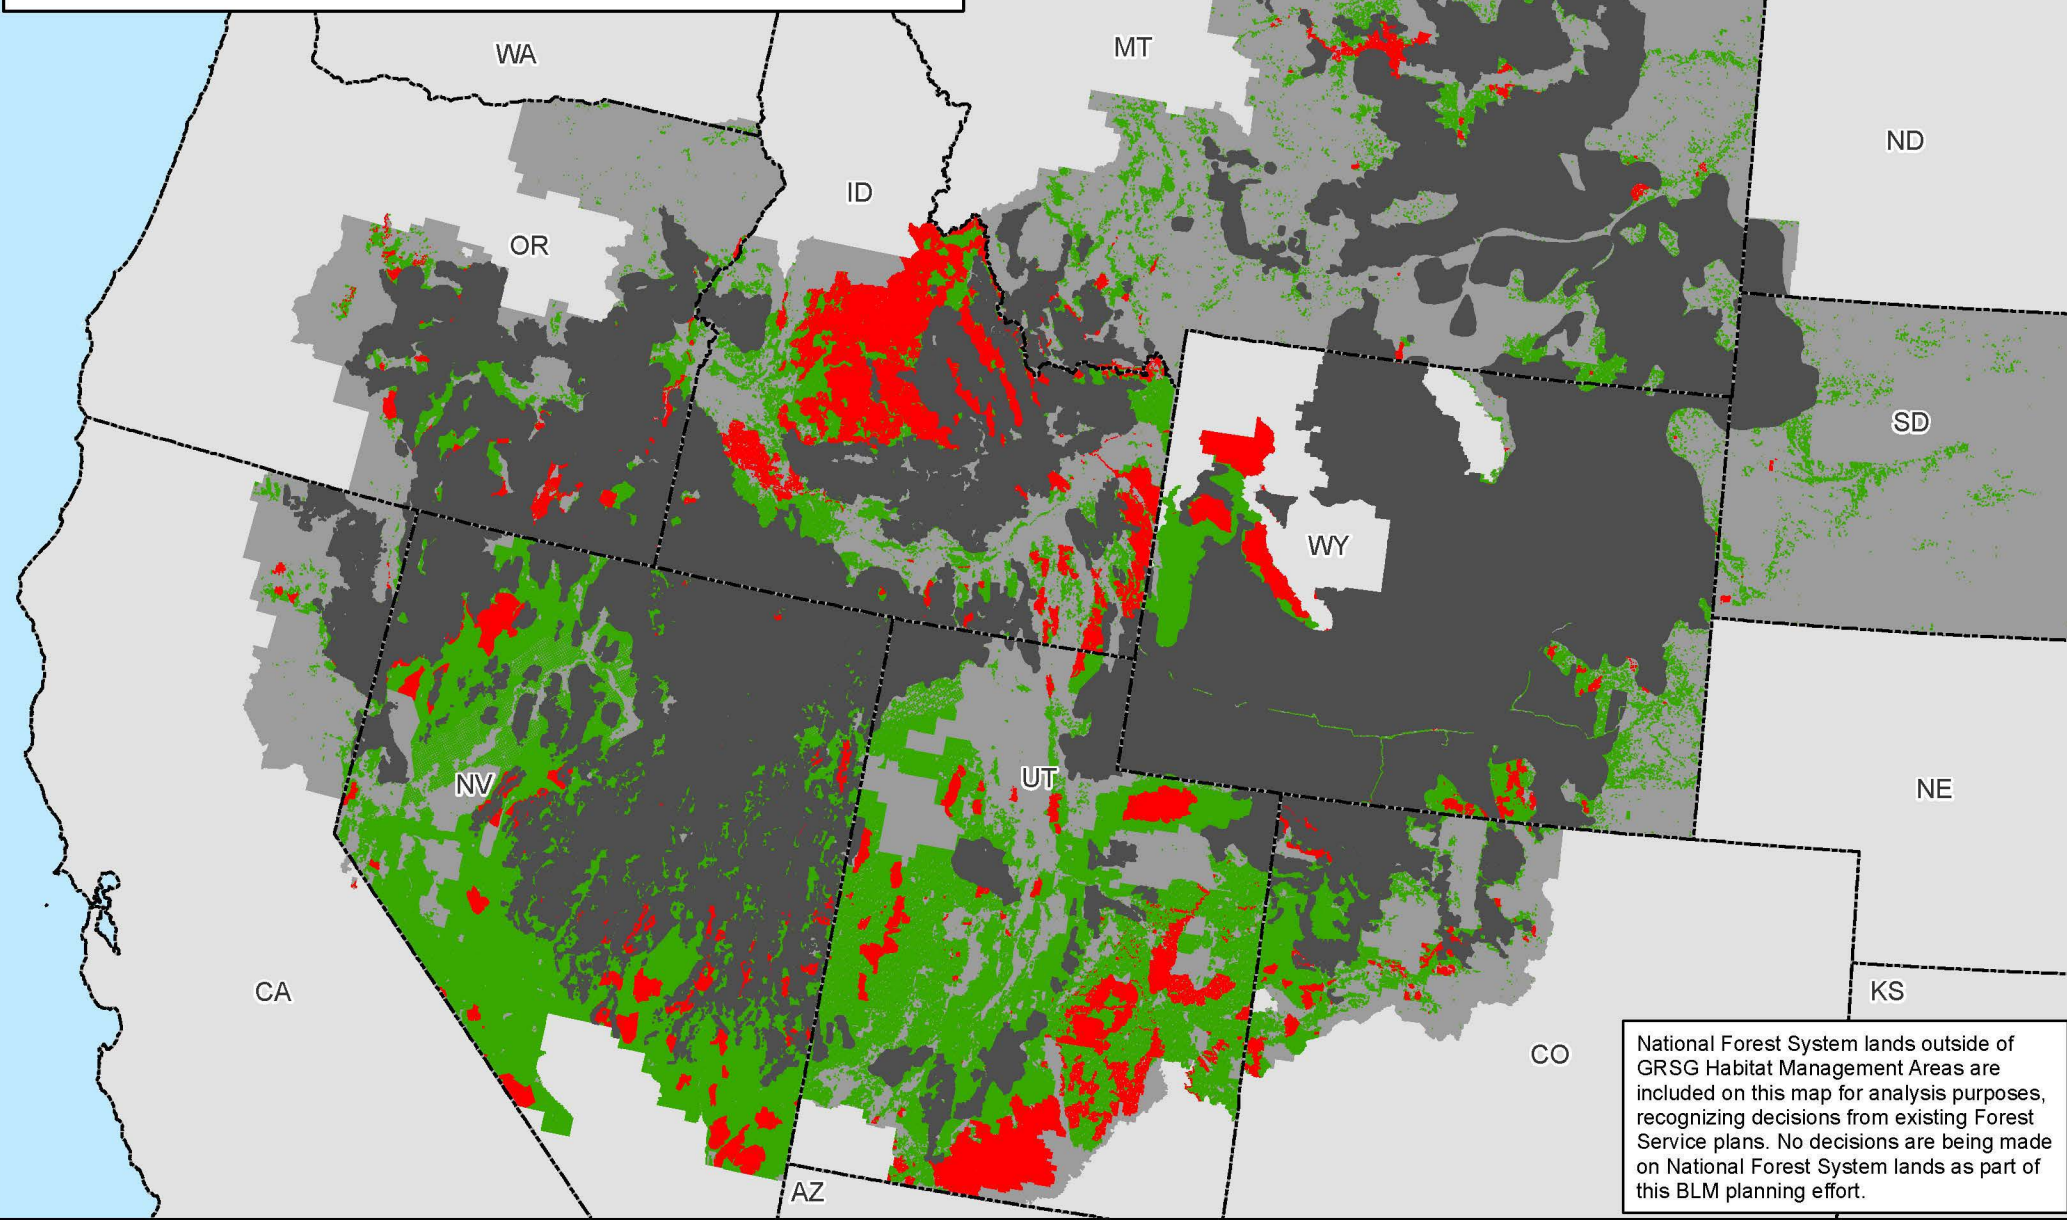 WA
MT
ND
ID
OR
SD
WY
NV
UT
NE
CA
KS
CO
AZ
National Forest System lands outside of
GRSG Habitat Management Areas are
included on this map for analysis purposes,
recognizing decisions from existing Forest
Service plans. No decisions are being made
on National Forest System lands as part of
this BLM planning effort.